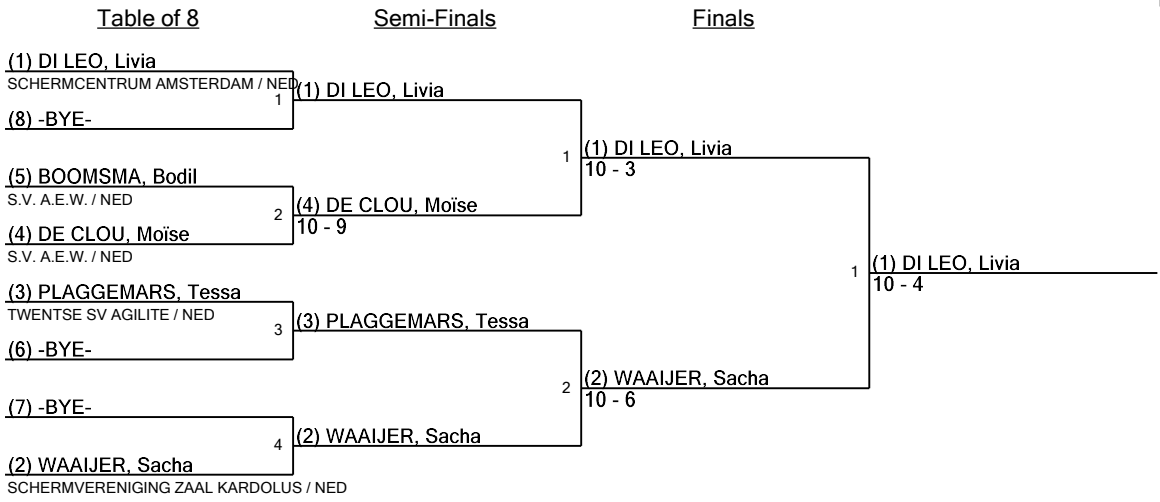 Table of 8
Semi-Finals
Finals
(1) DI LEO, Livia
SCHERMCENTRUM AMSTERDAM / NED
1
(1) DI LEO, Livia
(8) -BYE-
1
(1) DI LEO, Livia
10 - 3
(5) BOOMSMA, Bodil
S.V. A.E.W. / NED
2
(4) DE CLOU, Moïse
10 - 9
(4) DE CLOU, Moïse
S.V. A.E.W. / NED
1
(1) DI LEO, Livia
10 - 4
(3) PLAGGEMARS, Tessa
TWENTSE SV AGILITE / NED
3
(3) PLAGGEMARS, Tessa
(6) -BYE-
2
(2) WAAIJER, Sacha
10 - 6
(7) -BYE-
4
(2) WAAIJER, Sacha
(2) WAAIJER, Sacha
SCHERMVERENIGING ZAAL KARDOLUS / NED